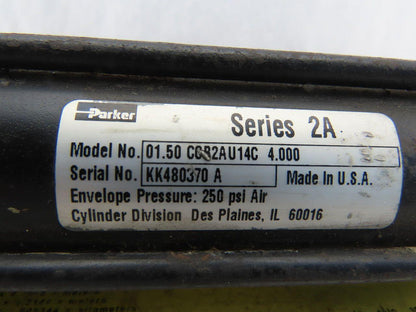 Parker
Series 2A
Model No. 01.50 CCB2AU14C 4.000
Serial No. KK480370 A Made In U.S.A.
Envelope Pressure: 250 psi Air
Cylinder Division Des Plaines, IL 60016